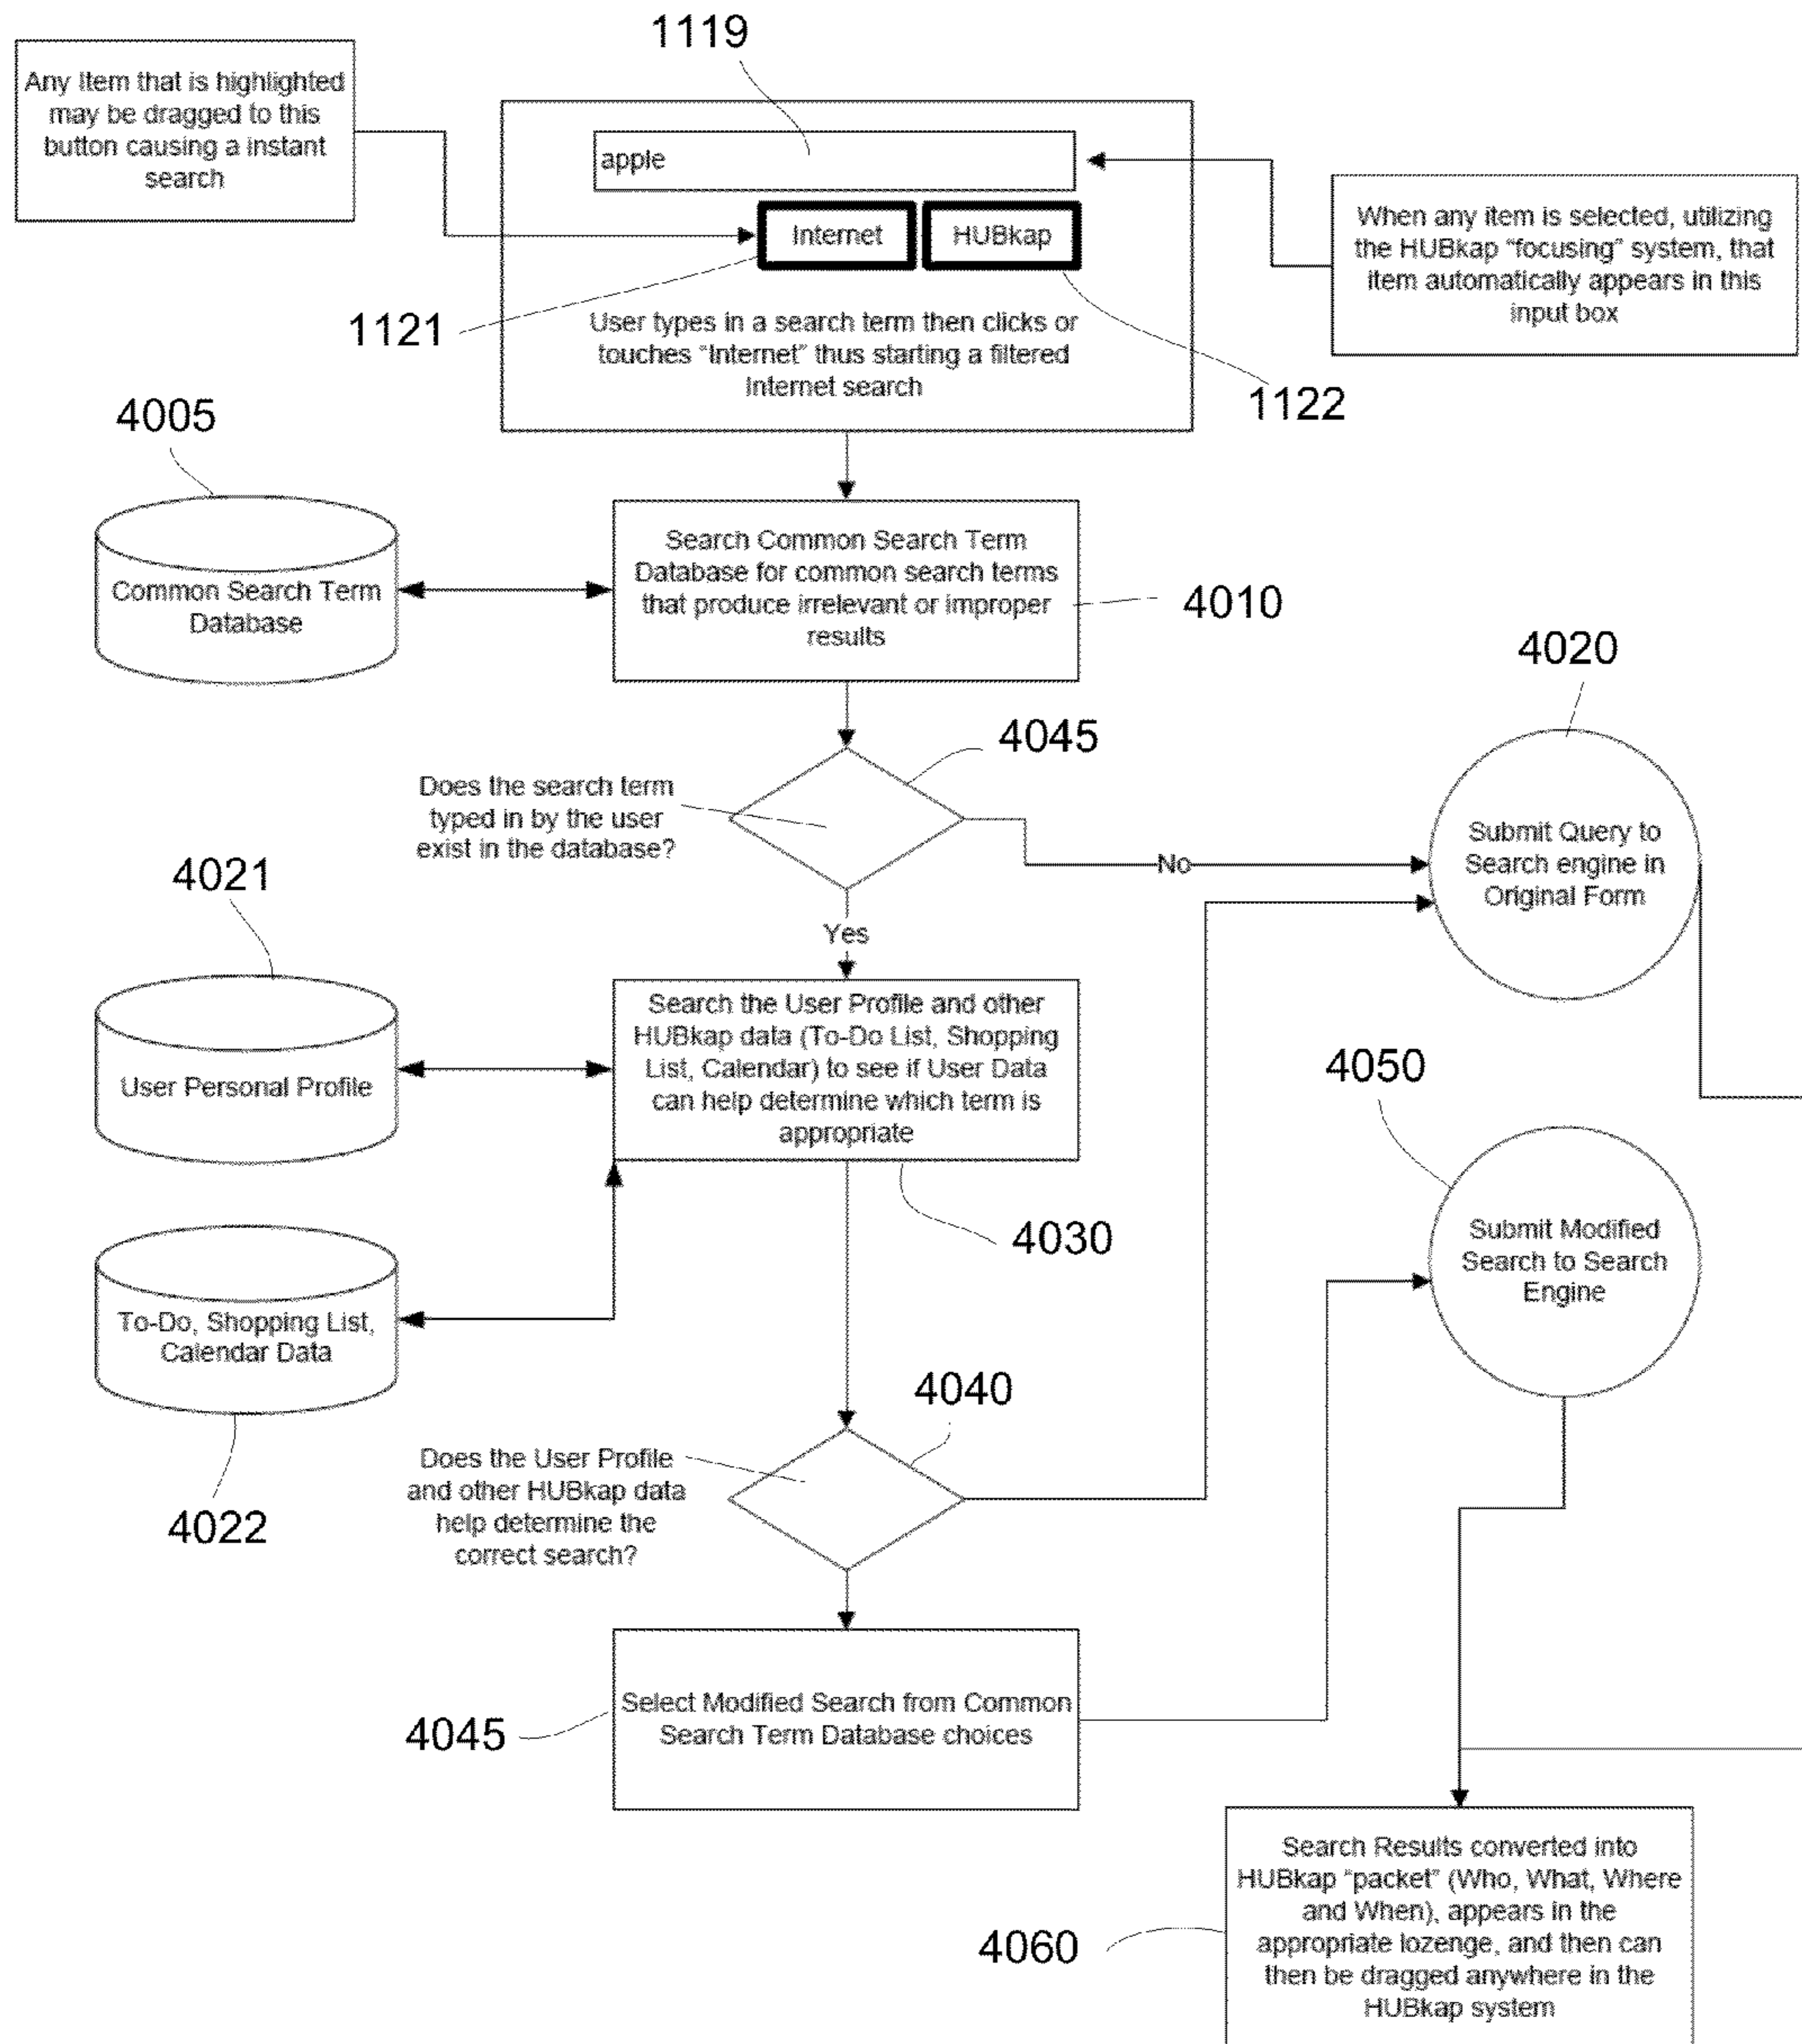 1119
Any Item that is highlighted
may be dragged to this
button causing a instant
search
apple
Internet
HUBkap
When any item is selected, utilizing
the HUBkap “focusing” system, that
item automatically appears in this
input box
1121
User types in a search term then clicks or
touches “Internet” thus starting a filtered
Internet search
1122
4005
Common Search Term
Database
Search Common Search Term
Database for common search terms
that produce irrelevant or improper
results
4010
4020
4045
Does the search term
typed in by the user
exist in the database?
No
Submit Query to
Search engine in
Original Form
Yes
4021
User Personal Profile
Search the User Profile and other
HUBkap data (To-Do List, Shopping
List, Calendar) to see if User Data
can help determine which term is
appropriate
4030
4050
Submit Modified
Search to Search
Engine
To-Do, Shopping List,
Calendar Data
4022
4040
Does the User Profile
and other HUBkap data
help determine the
correct search?
4045
Select Modified Search from Common
Search Term Database choices
4060
Search Results converted into
HUBkap “packet” (Who, What, Where
and When), appears in the
appropriate lozenge, and then can
then be dragged anywhere in the
HUBkap system